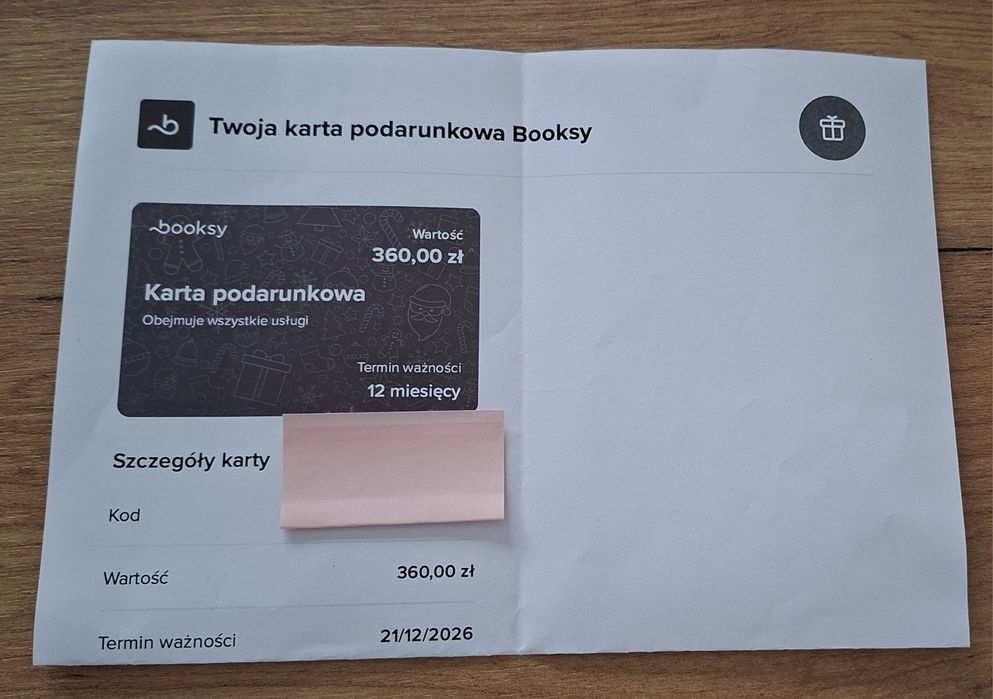 Twoja karta podarunkowa Booksy
booksy
Wartość
360,00 zł
Karta podarunkowa
Obejmuje wszystkie usługi
Termin ważności
12 miesięcy
Szczegóły karty
Kod
Wartość 360,00 zł
Termin ważności 21/12/2026